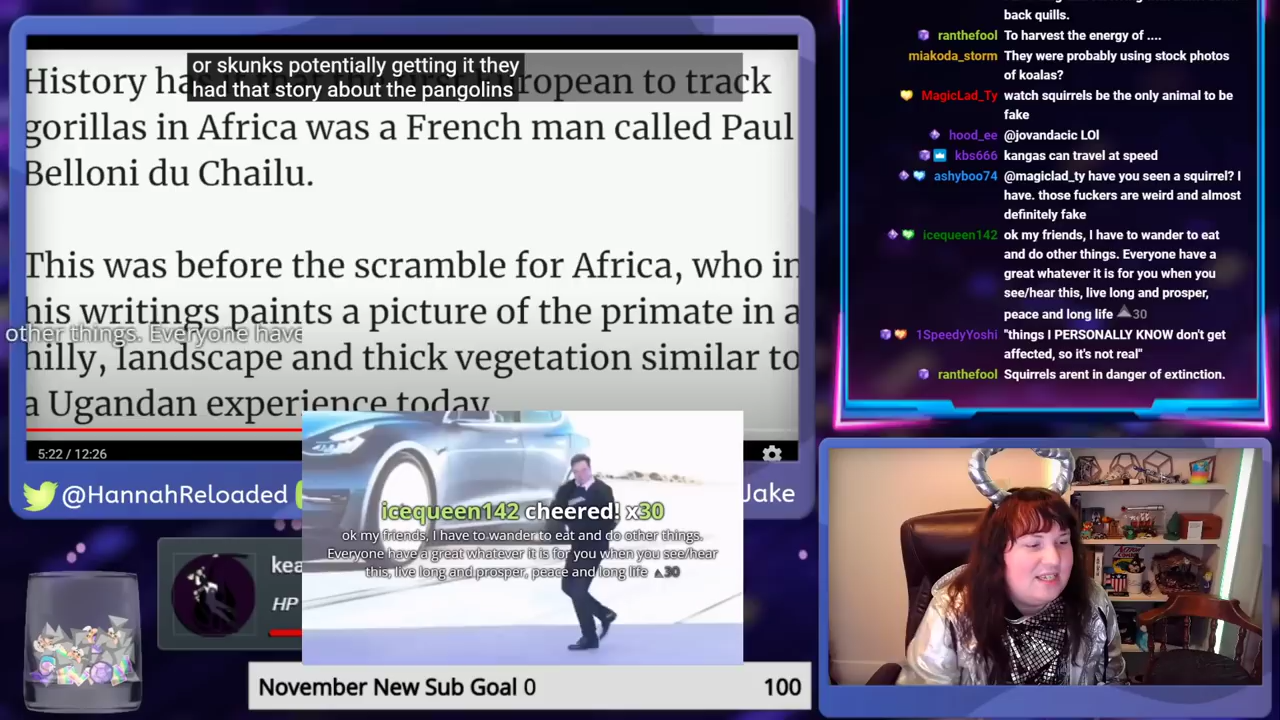 History has it that the first European to track
gorillas in Africa was a French man called Paul
Belloni du Chailu.
or skunks potentially getting it they
had that story about the pangolins
This was before the scramble for Africa, who in
his writings paints a picture of the primate in a
hilly, landscape and thick vegetation similar to
a Ugandan experience today
other things. Everyone have
5:22 / 12:26
@HannahReloaded
Jake
icequeen142 cheered! x30
ok my friends, I have to wander to eat and do other things.
Everyone have a great whatever it is for you when you see/hear
this, live long and prosper, peace and long life 30
kea
HP
November New Sub Goal 0 100
back quills.
ranthefool To harvest the energy of ....
miakoda_storm They were probably using stock photos
of koalas?
MagicLad_Ty watch squirrels be the only animal to be
fake
hood_ee @jovandacic LOl
kbs666 kangas can travel at speed
ashyboo74 @magiclad_ty have you seen a squirrel? I
have. those fuckers are weird and almost
definitely fake
icequeen142 ok my friends, I have to wander to eat
and do other things. Everyone have a
great whatever it is for you when you
see/hear this, live long and prosper,
peace and long life 30
1SpeedyYoshi "things I PERSONALLY KNOW don't get
affected, so it's not real"
ranthefool Squirrels arent in danger of extinction.